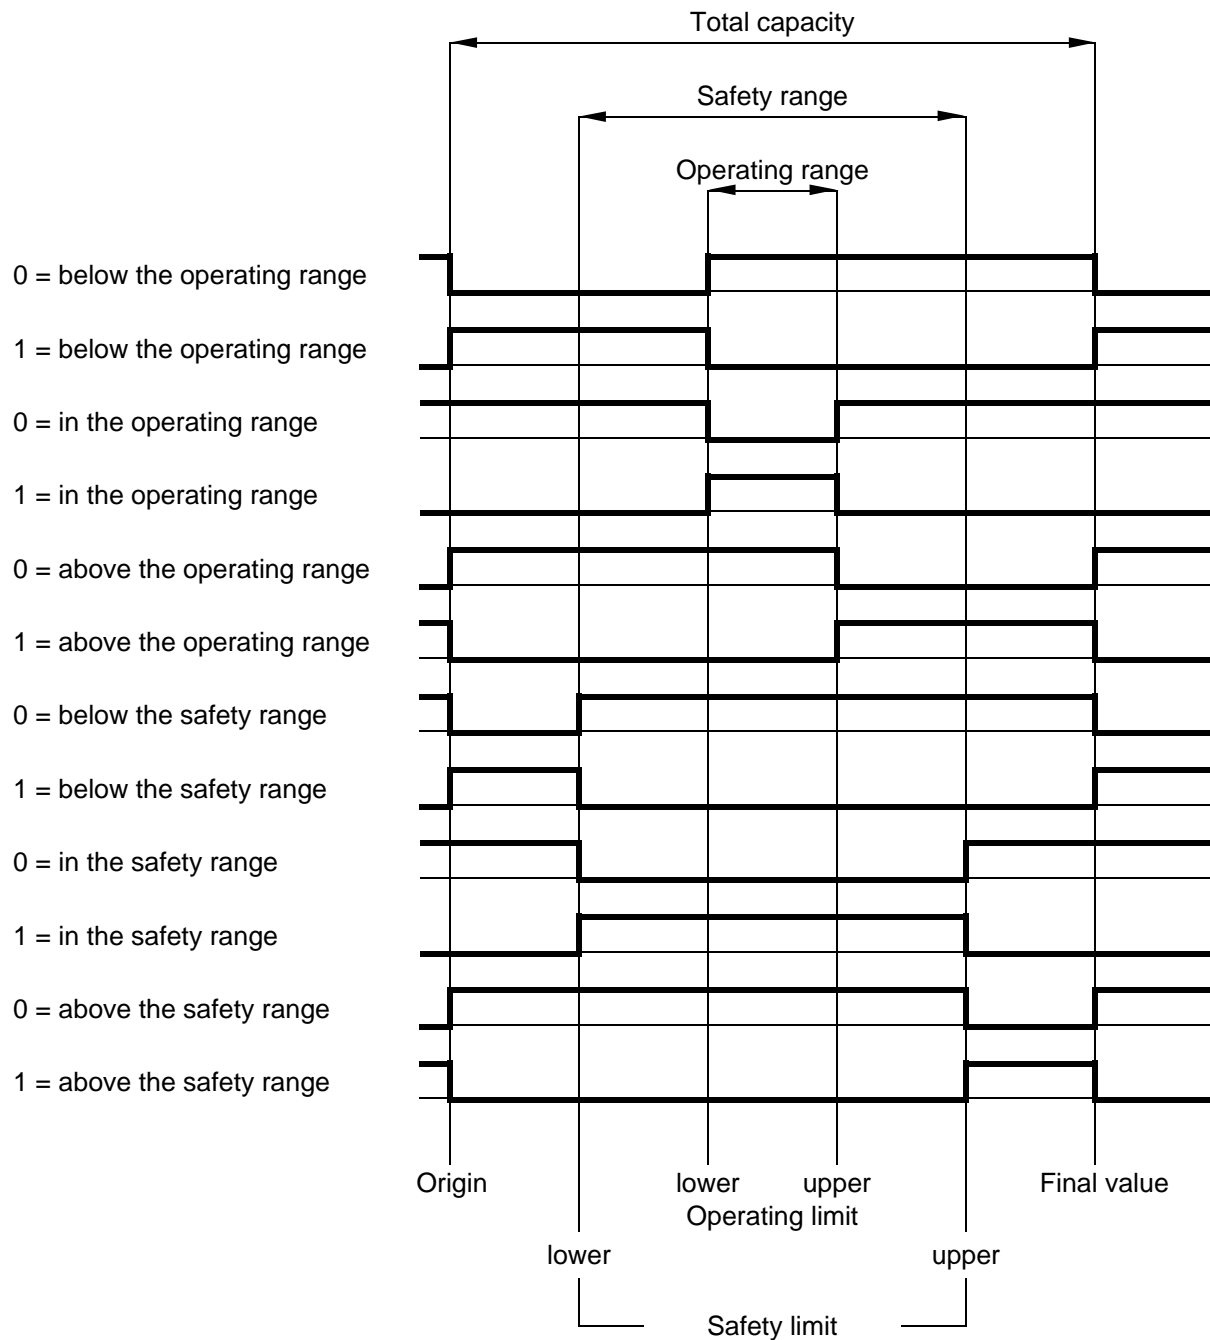 Total capacity
Safety range
Operating range
0 = below the operating range
1 = below the operating range
0 = in the operating range
1 = in the operating range
0 = above the operating range
1 = above the operating range
0 = below the safety range
1 = below the safety range
0 = in the safety range
1 = in the safety range
0 = above the safety range
1 = above the safety range
Origin lower upper Final value
Operating limit
lower upper
Safety limit